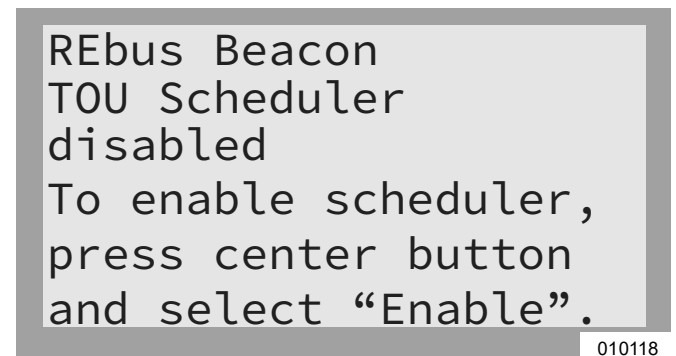 REbus Beacon
TOU Scheduler
disabled
To enable scheduler,
press center button
and select “Enable”.
010118